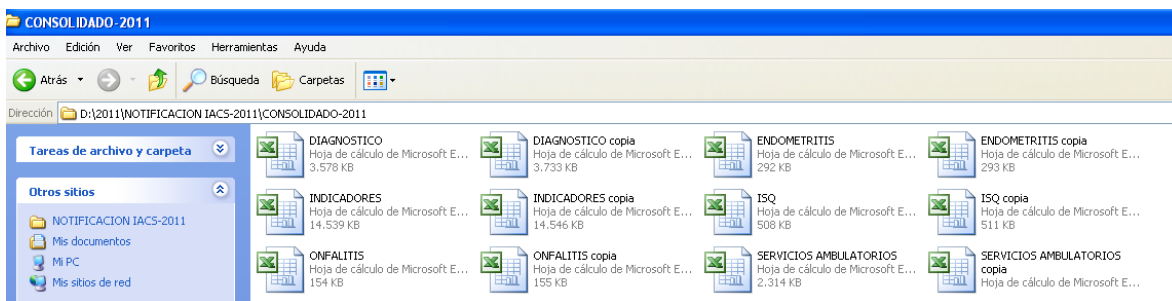 CONSOLIDADO-2011
Archivo Edición Ver Favoritos Herramientas Ayuda
Atrás Búsqueda Carpetas
Dirección D:\2011\NOTIFICACION IACS-2011\CONSOLIDADO-2011
Tareas de archivo y carpeta
Otros sitios
NOTIFICACION IACS-2011
Mis documentos
Mi PC
Mis sitios de red
DIAGNOSTICO
Hoja de cálculo de Microsoft E...
3.578 KB
DIAGNOSTICO copia
Hoja de cálculo de Microsoft E...
3.733 KB
ENDOMETRITIS
Hoja de cálculo de Microsoft E...
292 KB
ENDOMETRITIS copia
Hoja de cálculo de Microsoft E...
293 KB
INDICADORES
Hoja de cálculo de Microsoft E...
14.539 KB
INDICADORES copia
Hoja de cálculo de Microsoft E...
14.546 KB
ISQ
Hoja de cálculo de Microsoft E...
508 KB
ISQ copia
Hoja de cálculo de Microsoft E...
511 KB
ONFALITIS
Hoja de cálculo de Microsoft E...
154 KB
ONFALITIS copia
Hoja de cálculo de Microsoft E...
155 KB
SERVICIOS AMBULATORIOS
Hoja de cálculo de Microsoft E...
2.314 KB
SERVICIOS AMBULATORIOS
copia
Hoja de cálculo de Microsoft E...